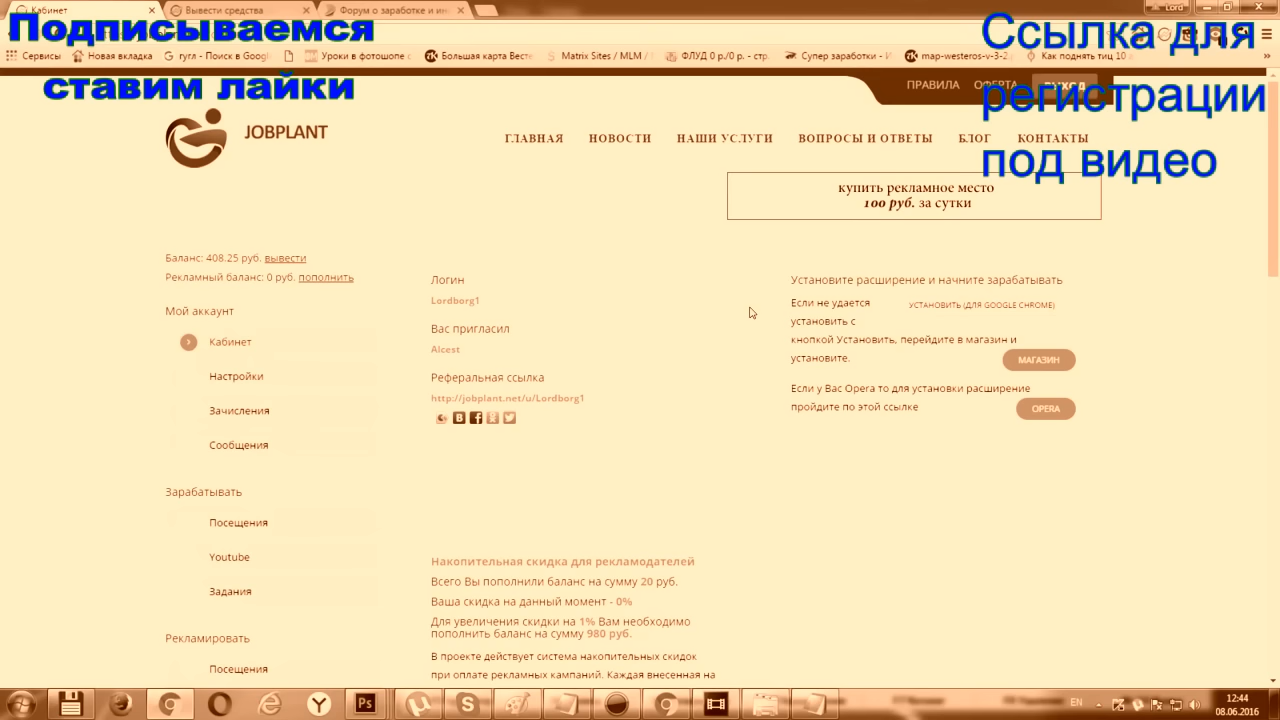 Кабинет
Вывести средства
Форум о заработке и ин
Lord
Подписываемся
ставим лайки
Ссылка для
регистрации
под видео
Сервисы
Новая вкладка
гугл - Поиск в Googl
Уроки в фотошопе с
Большая карта Весте
Matrix Sites / MLM /
ФЛУД 0 р./0 р. - стр.
Супер заработки - И
map-westeros-v-3-2
Как поднять тиц 10
ПРАВИЛА
ОФЕРТА
ВЫХОД
JOBPLANT
ГЛАВНАЯ
НОВОСТИ
НАШИ УСЛУГИ
ВОПРОСЫ И ОТВЕТЫ
БЛОГ
КОНТАКТЫ
купить рекламное место
100 руб. за сутки
Баланс: 408.25 руб. вывести
Рекламный баланс: 0 руб. пополнить
Мой аккаунт
Кабинет
Настройки
Зачисления
Сообщения
Зарабатывать
Посещения
Youtube
Задания
Рекламировать
Посещения
Логин
Lordborg1
Вас пригласил
Alcest
Реферальная ссылка
http://jobplant.net/u/Lordborg1
Накопительная скидка для рекламодателей
Всего Вы пополнили баланс на сумму 20 руб.
Ваша скидка на данный момент - 0%
Для увеличения скидки на 1% Вам необходимо
пополнить баланс на сумму 980 руб.
В проекте действует система накопительных скидок
при оплате рекламных кампаний. Каждая внесенная на
Установите расширение и начните зарабатывать
Если не удается
УСТАНОВИТЬ (ДЛЯ GOOGLE CHROME)
установить с
кнопкой Установить, перейдите в магазин и
установите.
МАГАЗИН
Если у Вас Opera то для установки расширение
пройдите по этой ссылке
OPERA
EN
12:44
08.06.2016